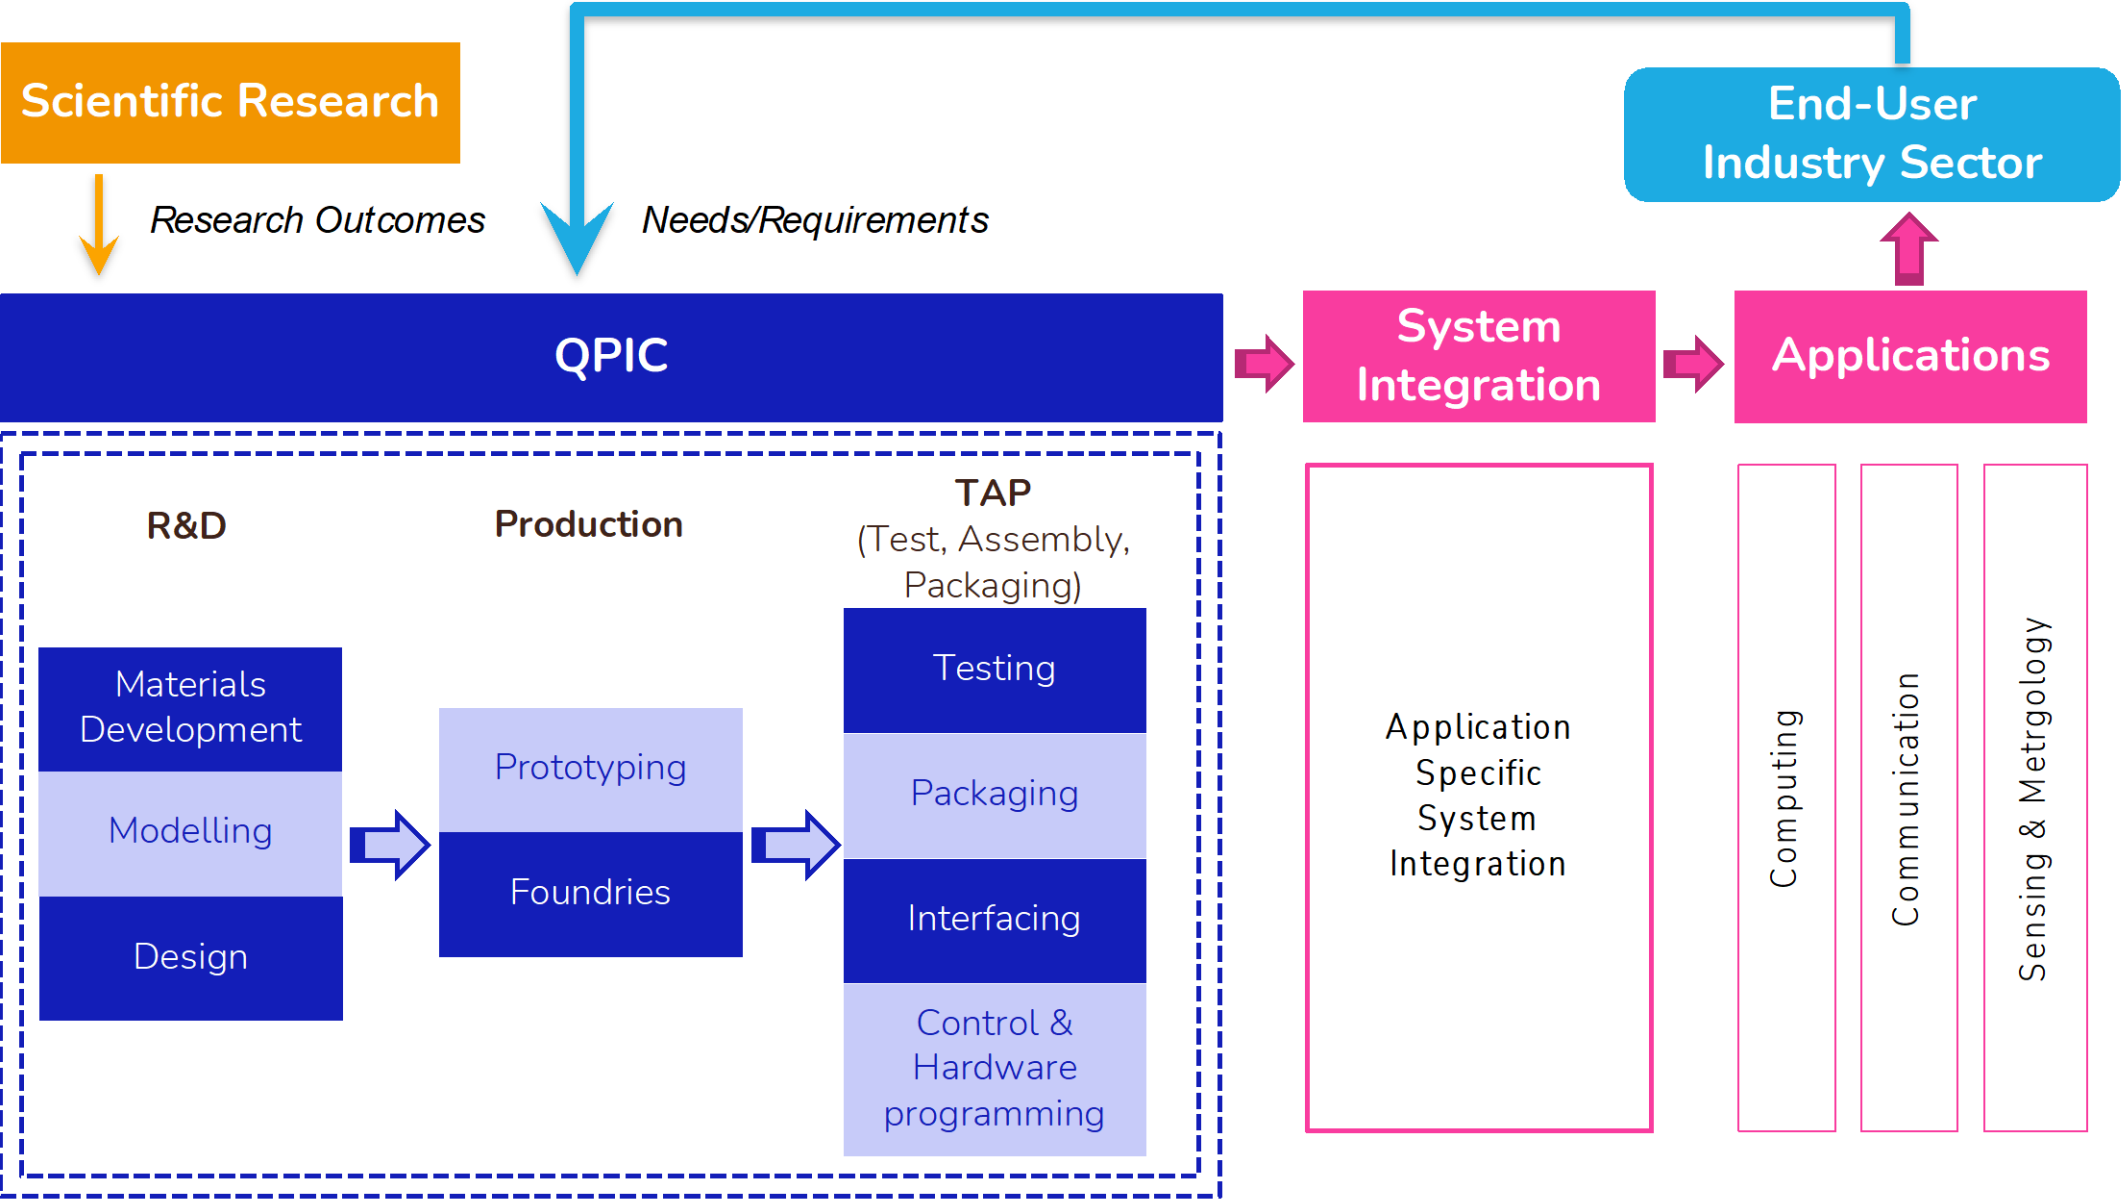 Scientific Research
End-User
Industry Sector
Research Outcomes
Needs/Requirements
QPIC
System
Integration
Applications
R&D
Production
TAP
(Test, Assembly,
Packaging)
Materials
Development
Modelling
Design
Prototyping
Foundries
Testing
Packaging
Interfacing
Control &
Hardware
programming
Application
Specific
System
Integration
Computing
Communication
Sensing & Metrgology